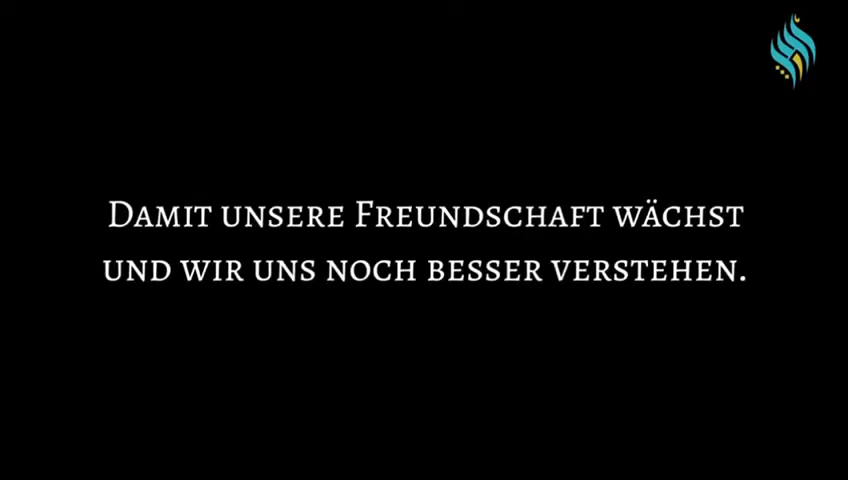 Damit unsere Freundschaft wächst
und wir uns noch besser verstehen.